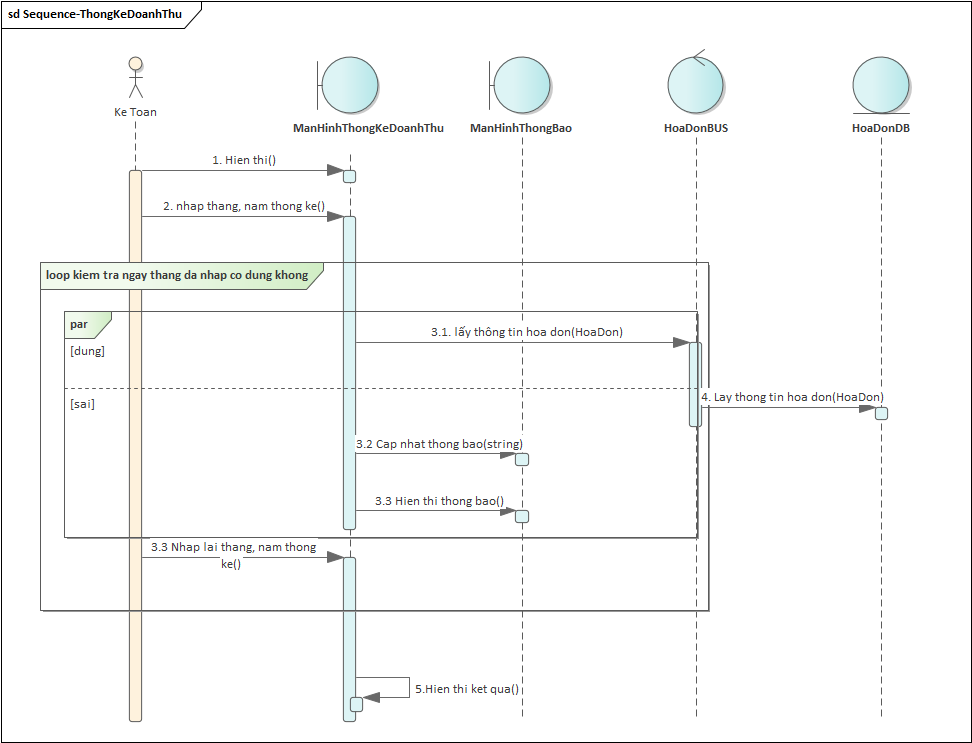 sd Sequence-ThongKeDoanhThu
Ke Toan
ManHinhThongKeDoanhThu
ManHinhThongBao
HoaDonBUS
HoaDonDB
1. Hien thi()
2. nhap thang, nam thong ke()
loop kiem tra ngay thang da nhap co dung khong
par
3.1. lấy thông tin hoa don(HoaDon)
[dung]
4. Lay thong tin hoa don(HoaDon)
[sai]
3.2 Cap nhat thong bao(string)
3.3 Hien thi thong bao()
3.3 Nhap lai thang, nam thong
ke()
5.Hien thi ket qua()